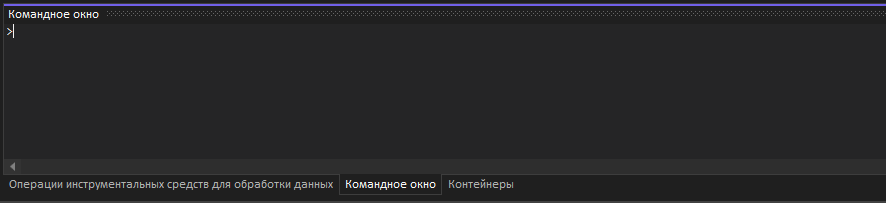 Командное окно
>
Операции инструментальных средств для обработки данных Командное окно Контейнеры